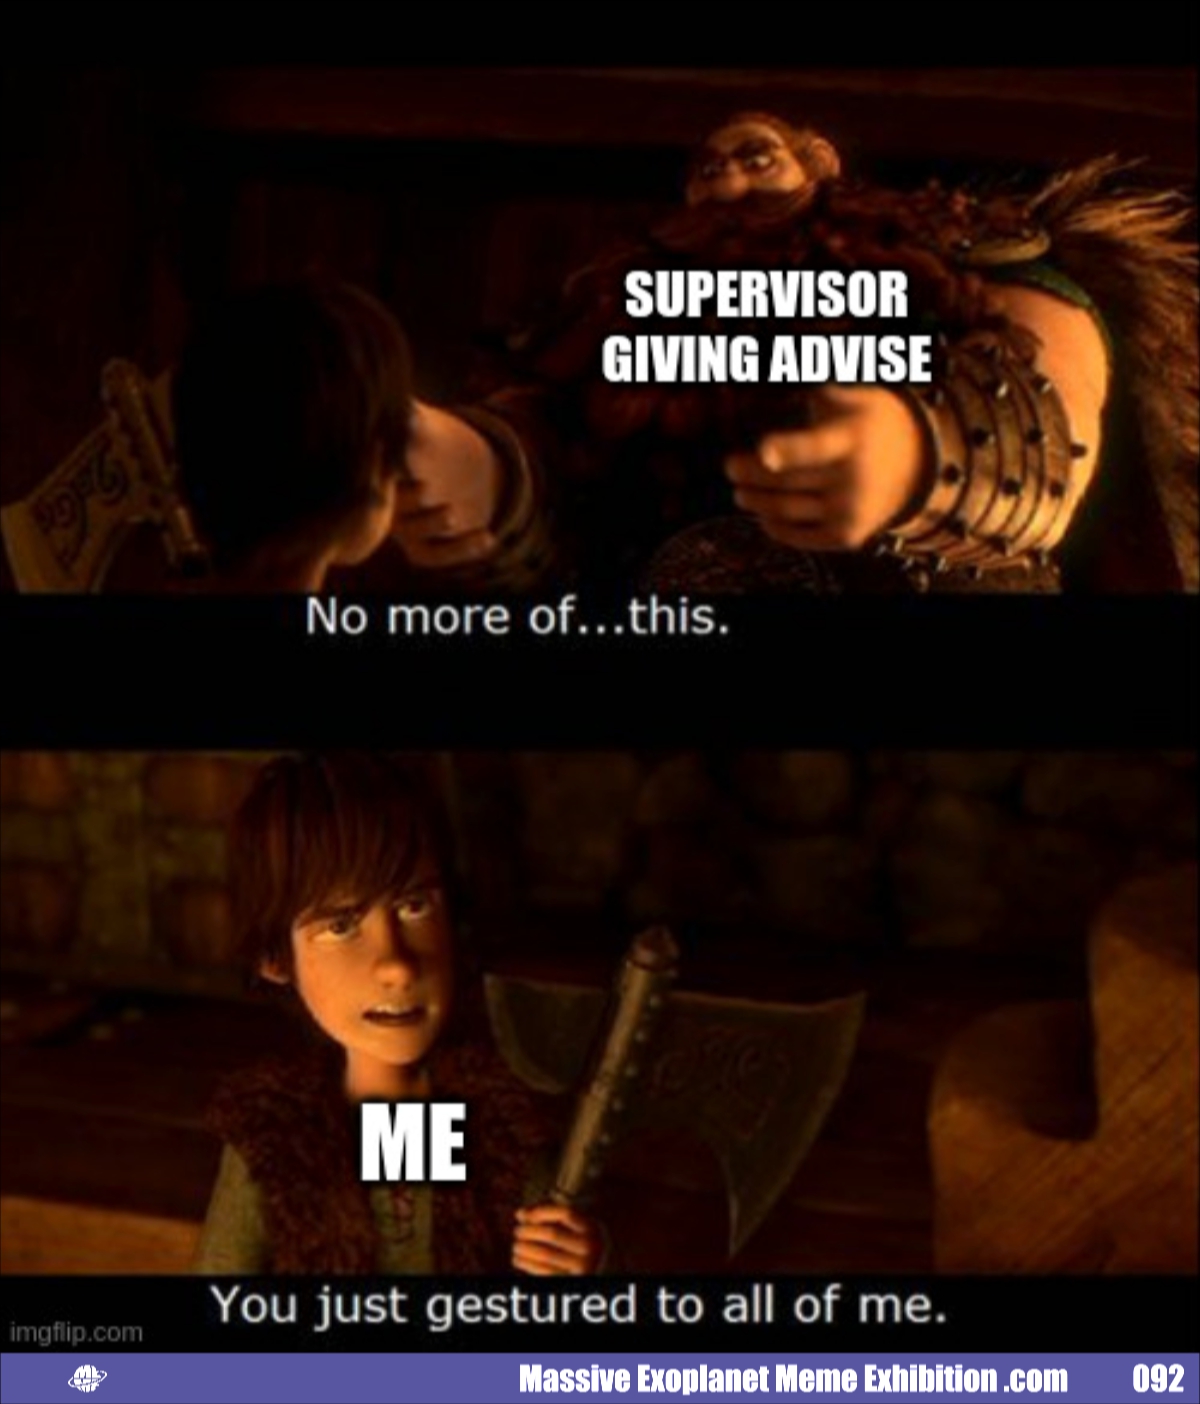 SUPERVISOR
GIVING ADVISE
No more of...this.
ME
You just gestured to all of me.
imgflip.com
Massive Exoplanet Meme Exhibition .com 092